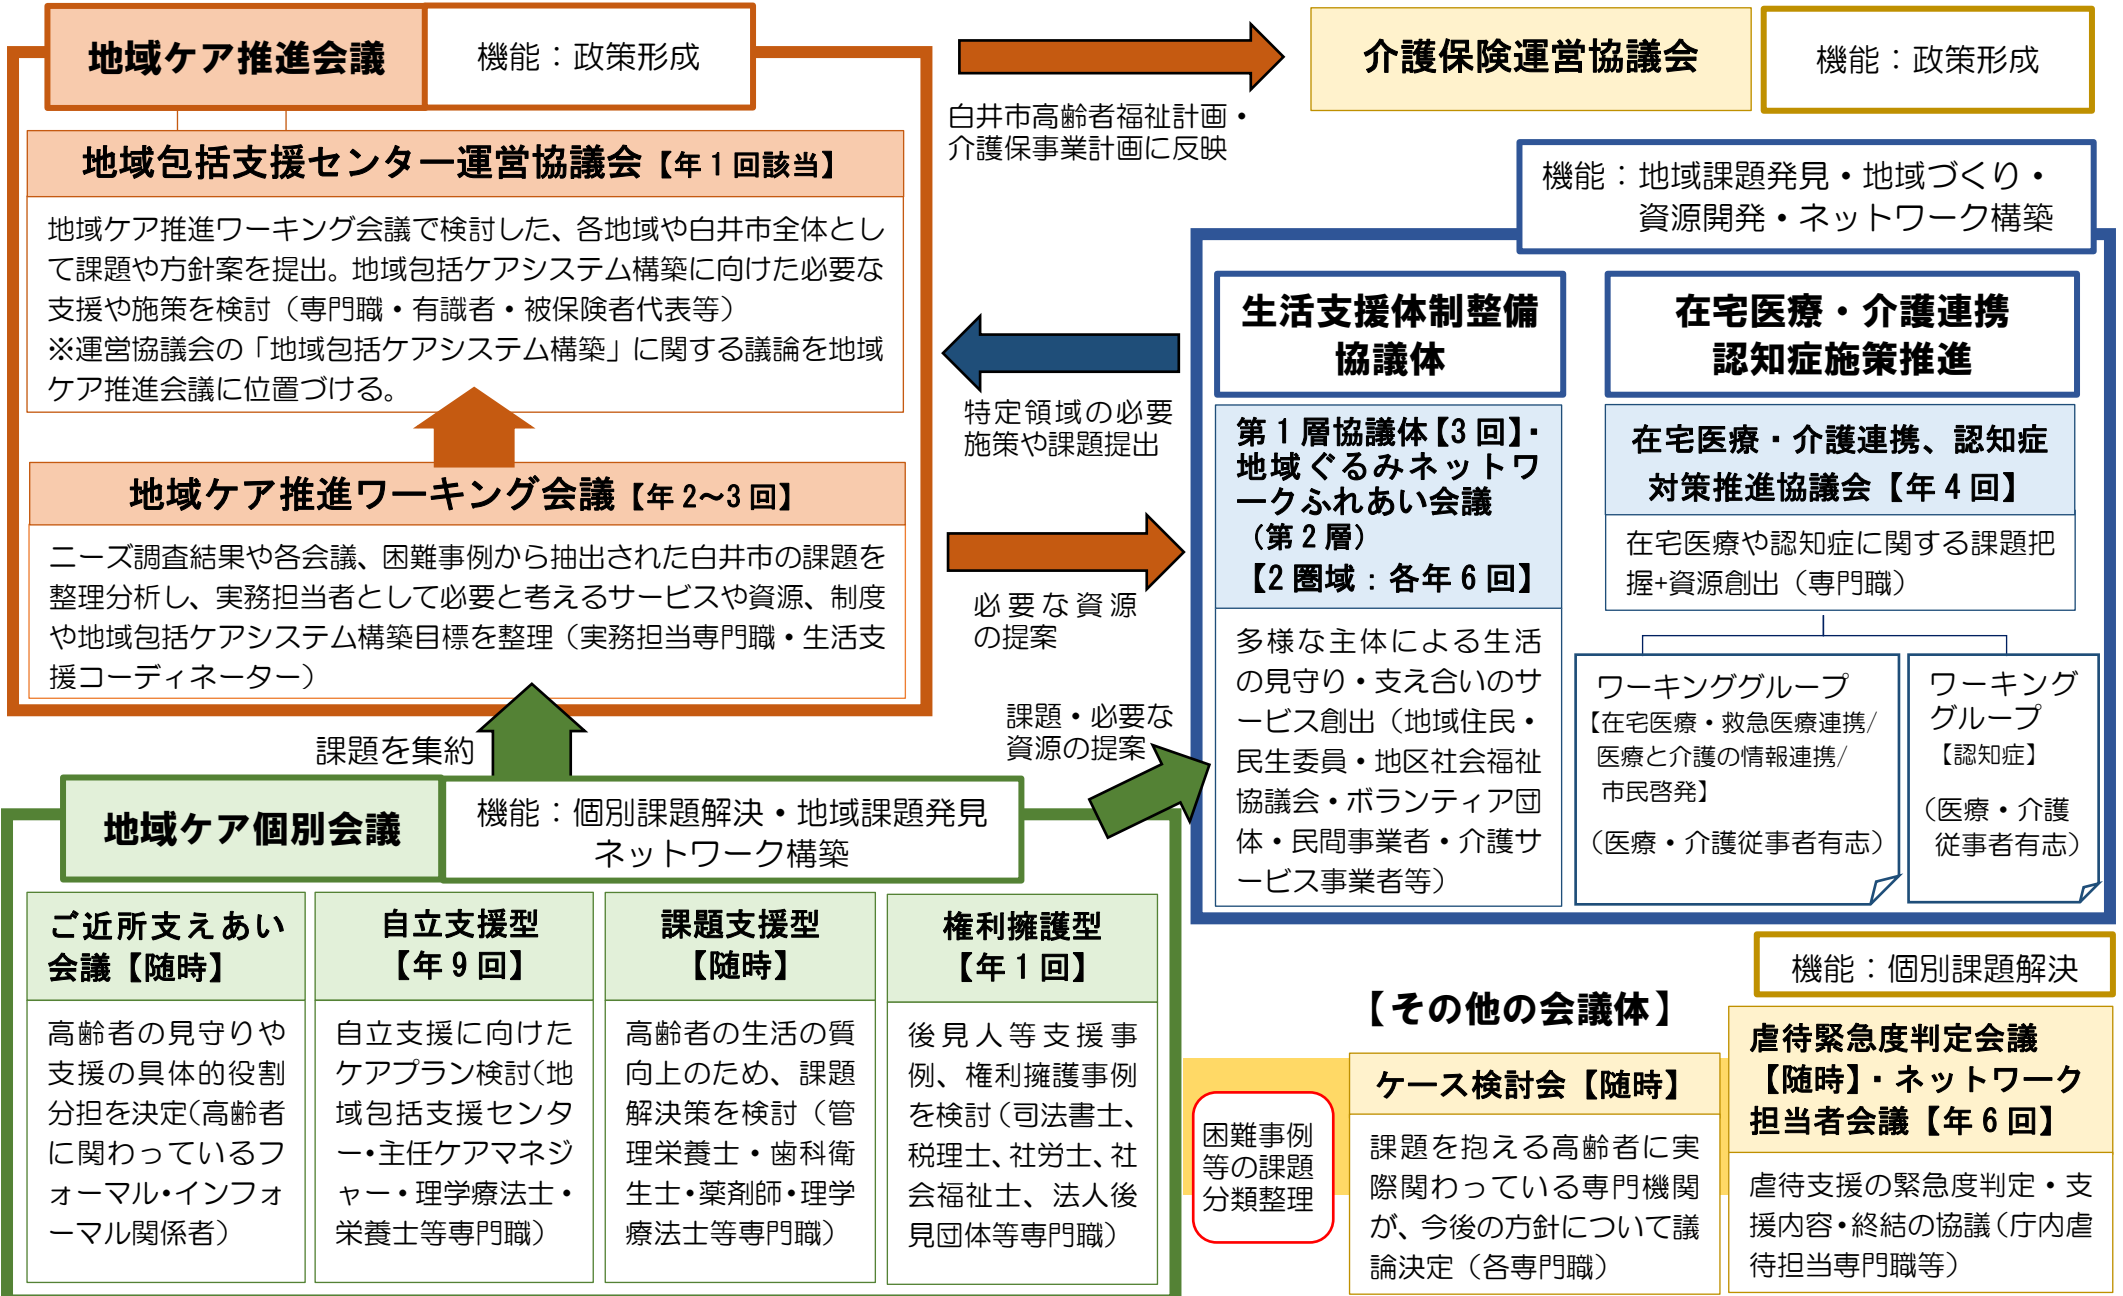 地域ケア推進会議
機能：政策形成
地域包括支援センター運営協議会【年１回該当】
地域ケア推進ワーキング会議で検討した、各地域や白井市全体とし
て課題や方針案を提出。地域包括ケアシステム構築に向けた必要な
支援や施策を検討（専門職・有識者・被保険者代表等）
※運営協議会の「地域包括ケアシステム構築」に関する議論を地域
ケア推進会議に位置づける。
地域ケア推進ワーキング会議【年２～３回】
ニーズ調査結果や各会議、困難事例から抽出された白井市の課題を
整理分析し、実務担当者として必要と考えるサービスや資源、制度
や地域包括ケアシステム構築目標を整理（実務担当専門職・生活支
援コーディネーター）
白井市高齢者福祉計画・
介護保事業計画に反映
介護保険運営協議会
機能：政策形成
特定領域の必要
施策や課題提出
必要な資源
の提案
課題・必要な
資源の提案
課題を集約
機能：地域課題発見・地域づくり・
資源開発・ネットワーク構築
生活支援体制整備
協議体
第１層協議体【３回】・
地域ぐるみネットワ
ークふれあい会議
（第２層）
【２圏域：各年６回】
多様な主体による生活
の見守り・支え合いのサ
ービス創出（地域住民・
民生委員・地区社会福祉
協議会・ボランティア団
体・民間事業者・介護サ
ービス事業者等）
在宅医療・介護連携
認知症施策推進
在宅医療・介護連携、認知症
対策推進協議会【年４回】
在宅医療や認知症に関する課題把
握+資源創出（専門職）
ワーキンググループ
【在宅医療・救急医療連携/
医療と介護の情報連携/
市民啓発】
（医療・介護従事者有志）
ワーキング
グループ
【認知症】
（医療・介護
従事者有志）
地域ケア個別会議
機能：個別課題解決・地域課題発見
ネットワーク構築
ご近所支えあい
会議【随時】
高齢者の見守りや
支援の具体的役割
分担を決定（高齢者
に関わっているフ
ォーマル・インフォ
ーマル関係者）
自立支援型
【年９回】
自立支援に向けた
ケアプラン検討（地
域包括支援センタ
ー・主任ケアマネジ
ャー・理学療法士・
栄養士等専門職）
課題支援型
【随時】
高齢者の生活の質
向上のため、課題
解決策を検討（管
理栄養士・歯科衛
生士・薬剤師・理学
療法士等専門職）
権利擁護型
【年１回】
後見人等支援事
例、権利擁護事例
を検討（司法書士、
税理士、社労士、社
会福祉士、法人後
見団体等専門職）
【その他の会議体】
機能：個別課題解決
困難事例
等の課題
分類整理
ケース検討会【随時】
課題を抱える高齢者に実
際関わっている専門機関
が、今後の方針について議
論決定（各専門職）
虐待緊急度判定会議
【随時】・ネットワーク
担当者会議【年６回】
虐待支援の緊急度判定・支
援内容・終結の協議（庁内虐
待担当専門職等）